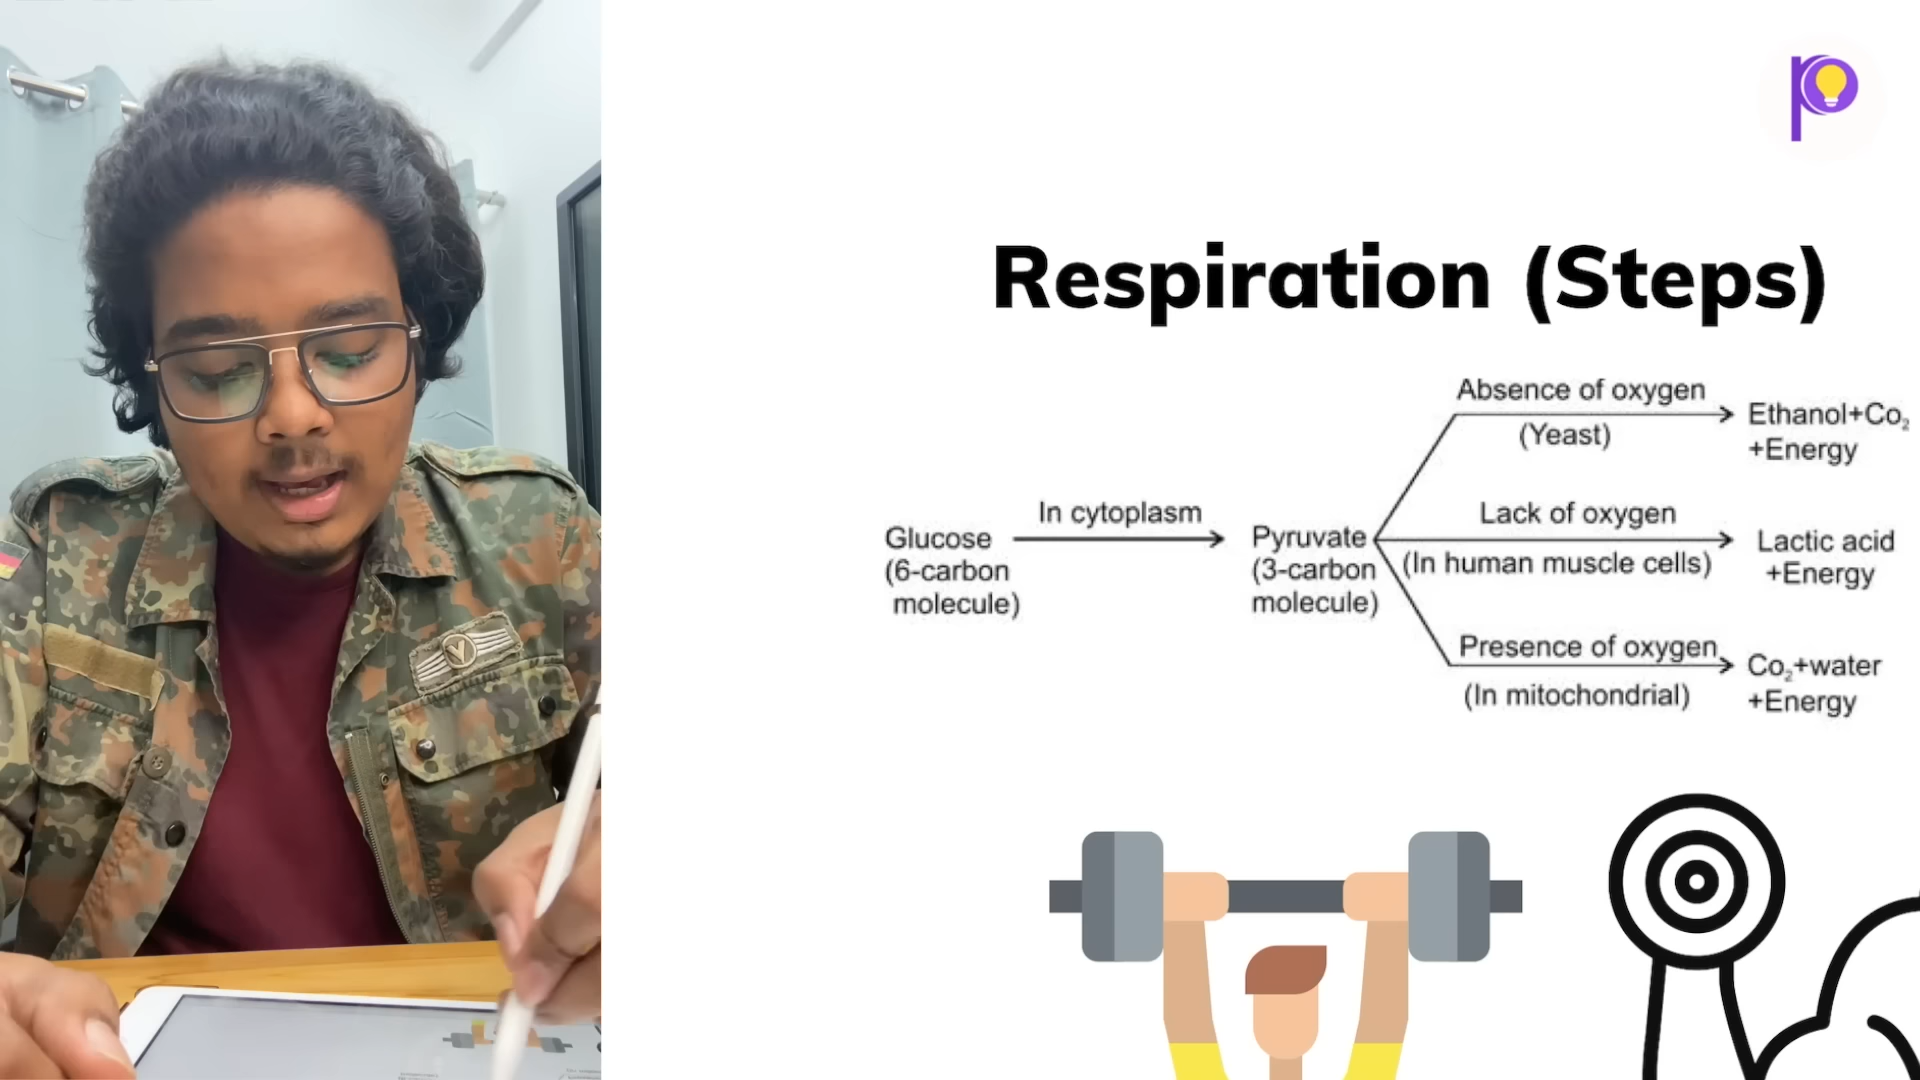 Respiration (Steps)
Absence of oxygen
(Yeast)
Ethanol+Co₂
+Energy
In cytoplasm
Glucose
(6-carbon
molecule)
Pyruvate
(3-carbon
molecule)
Lack of oxygen
(In human muscle cells)
Lactic acid
+Energy
Presence of oxygen
(In mitochondrial)
Co₂+water
+Energy